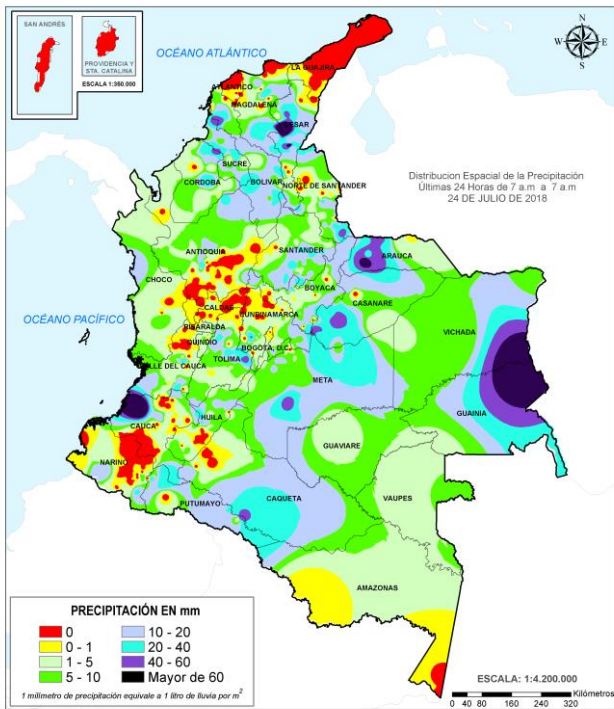 SAN ANDRÉS
PROVIDENCIA Y
STA. CATALINA
ESCALA 1:350.000
OCÉANO ATLÁNTICO
N
W E
S
LA GUAJIRA
ATLANTICO
MAGDALENA
CESAR
SUCRE
CORDOBA
BOLIVAR
NORTE DE SANTANDER
Distribucion Espacial de la Precipitación
Últimas 24 Horas de 7 a.m a 7 a.m
24 DE JULIO DE 2018
ANTIOQUIA
SANTANDER
ARAUCA
CHOCO
BOYACA
CASANARE
OCÉANO PACÍFICO
CALDAS
CUNDINAMARCA
VICHADA
RISARALDA
QUINDIO
BOGOTA, D.C.
TOLIMA
VALLE DEL CAUCA
META
GUAINIA
CAUCA
HUILA
GUAVIARE
NARIÑO
VAUPES
PUTUMAYO
CAQUETA
AMAZONAS
PRECIPITACIÓN EN mm
0
10 - 20
0 - 1
20 - 40
1 - 5
40 - 60
5 - 10
Mayor de 60
1 milímetro de precipitación equivale a 1 litro de lluvia por m²
ESCALA: 1:4.200.000
Kilómetros
0 40 80 160 240 320